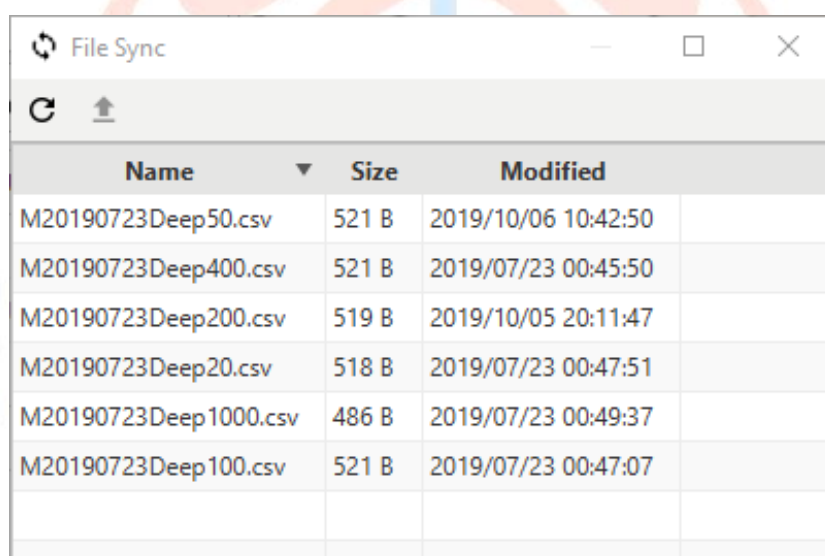 File Sync
Name Size Modified
M20190723Deep50.csv 521 B 2019/10/06 10:42:50
M20190723Deep400.csv 521 B 2019/07/23 00:45:50
M20190723Deep200.csv 519 B 2019/10/05 20:11:47
M20190723Deep20.csv 518 B 2019/07/23 00:47:51
M20190723Deep1000.csv 486 B 2019/07/23 00:49:37
M20190723Deep100.csv 521 B 2019/07/23 00:47:07